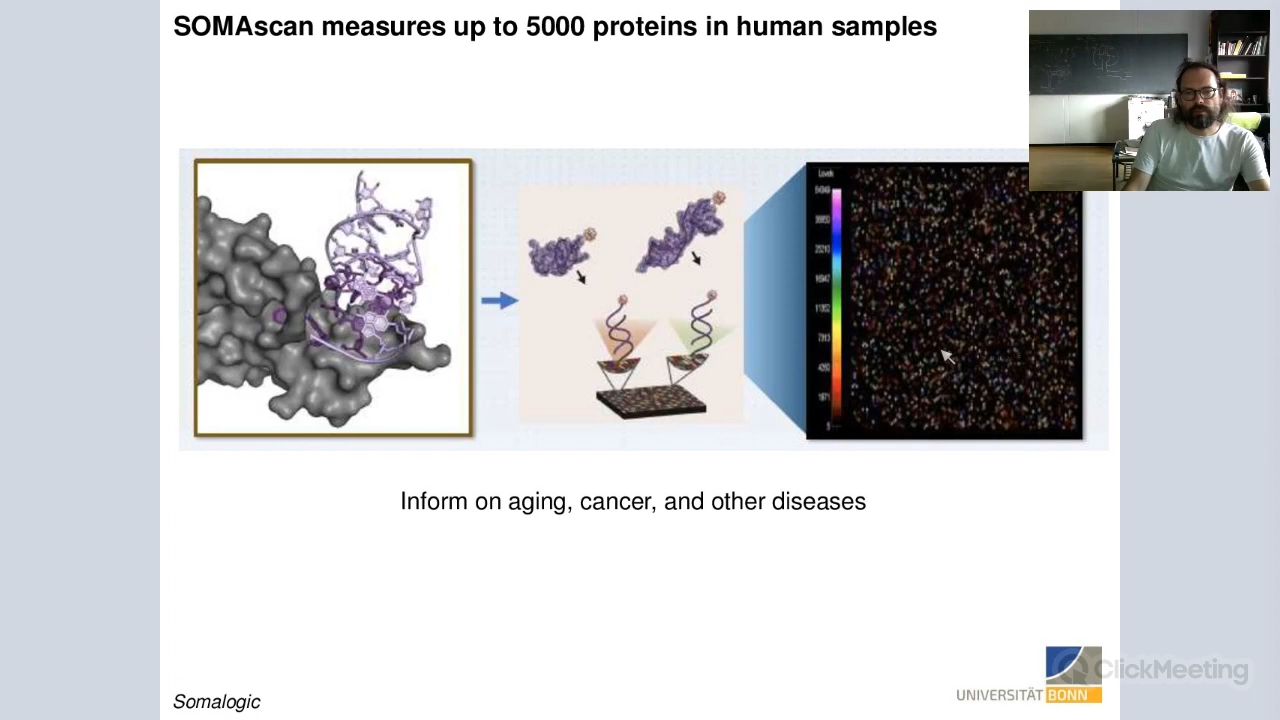 SOMAscan measures up to 5000 proteins in human samples
Levels
Inform on aging, cancer, and other diseases
Somalogic
UNIVERSITÄT BONN
ClickMeeting